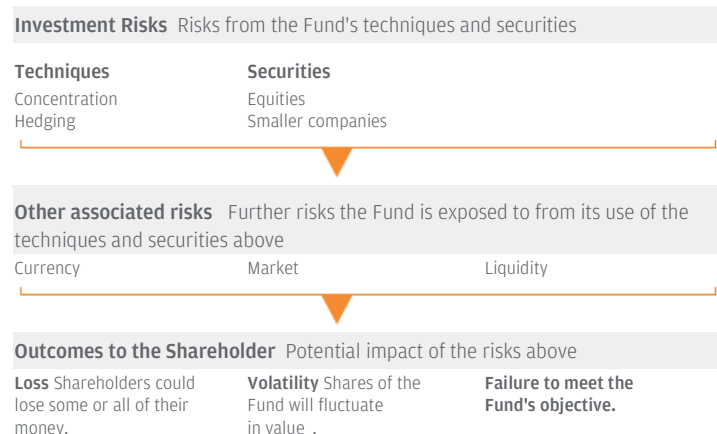 Investment Risks Risks from the Fund's techniques and securities
Techniques Securities
Concentration Equities
Hedging Smaller companies
Other associated risks Further risks the Fund is exposed to from its use of the
techniques and securities above
Currency Market Liquidity
Outcomes to the Shareholder Potential impact of the risks above
Loss Shareholders could
lose some or all of their
money.
Volatility Shares of the
Fund will fluctuate
in value .
Failure to meet the
Fund's objective.